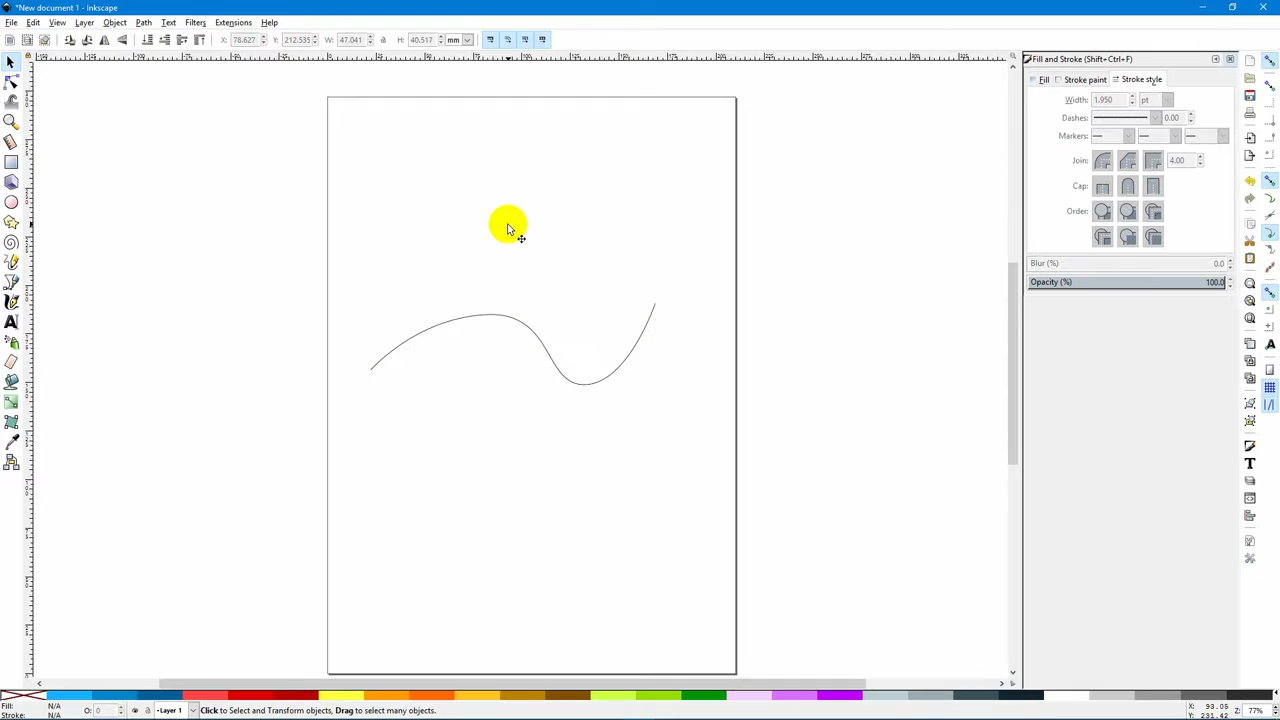 *New document 1 - Inkscape
File Edit View Layer Object Path Text Filters Extensions Help
X: 78.627 Y: 212.535 W: 47.041 H: 40.517 mm
Fill and Stroke (Shift+Ctrl+F)
Fill Stroke paint Stroke style
Width: 1.950 pt
Dashes: 0.00
Markers:
Join: 4.00
Cap:
Order:
Blur (%) 0.0
Opacity (%) 100.0
Fill: N/A
Stroke: N/A
O: 0
Layer 1
Click to Select and Transform objects, Drag to select many objects.
X: 93.05
Y: 231.42
Z: 77%